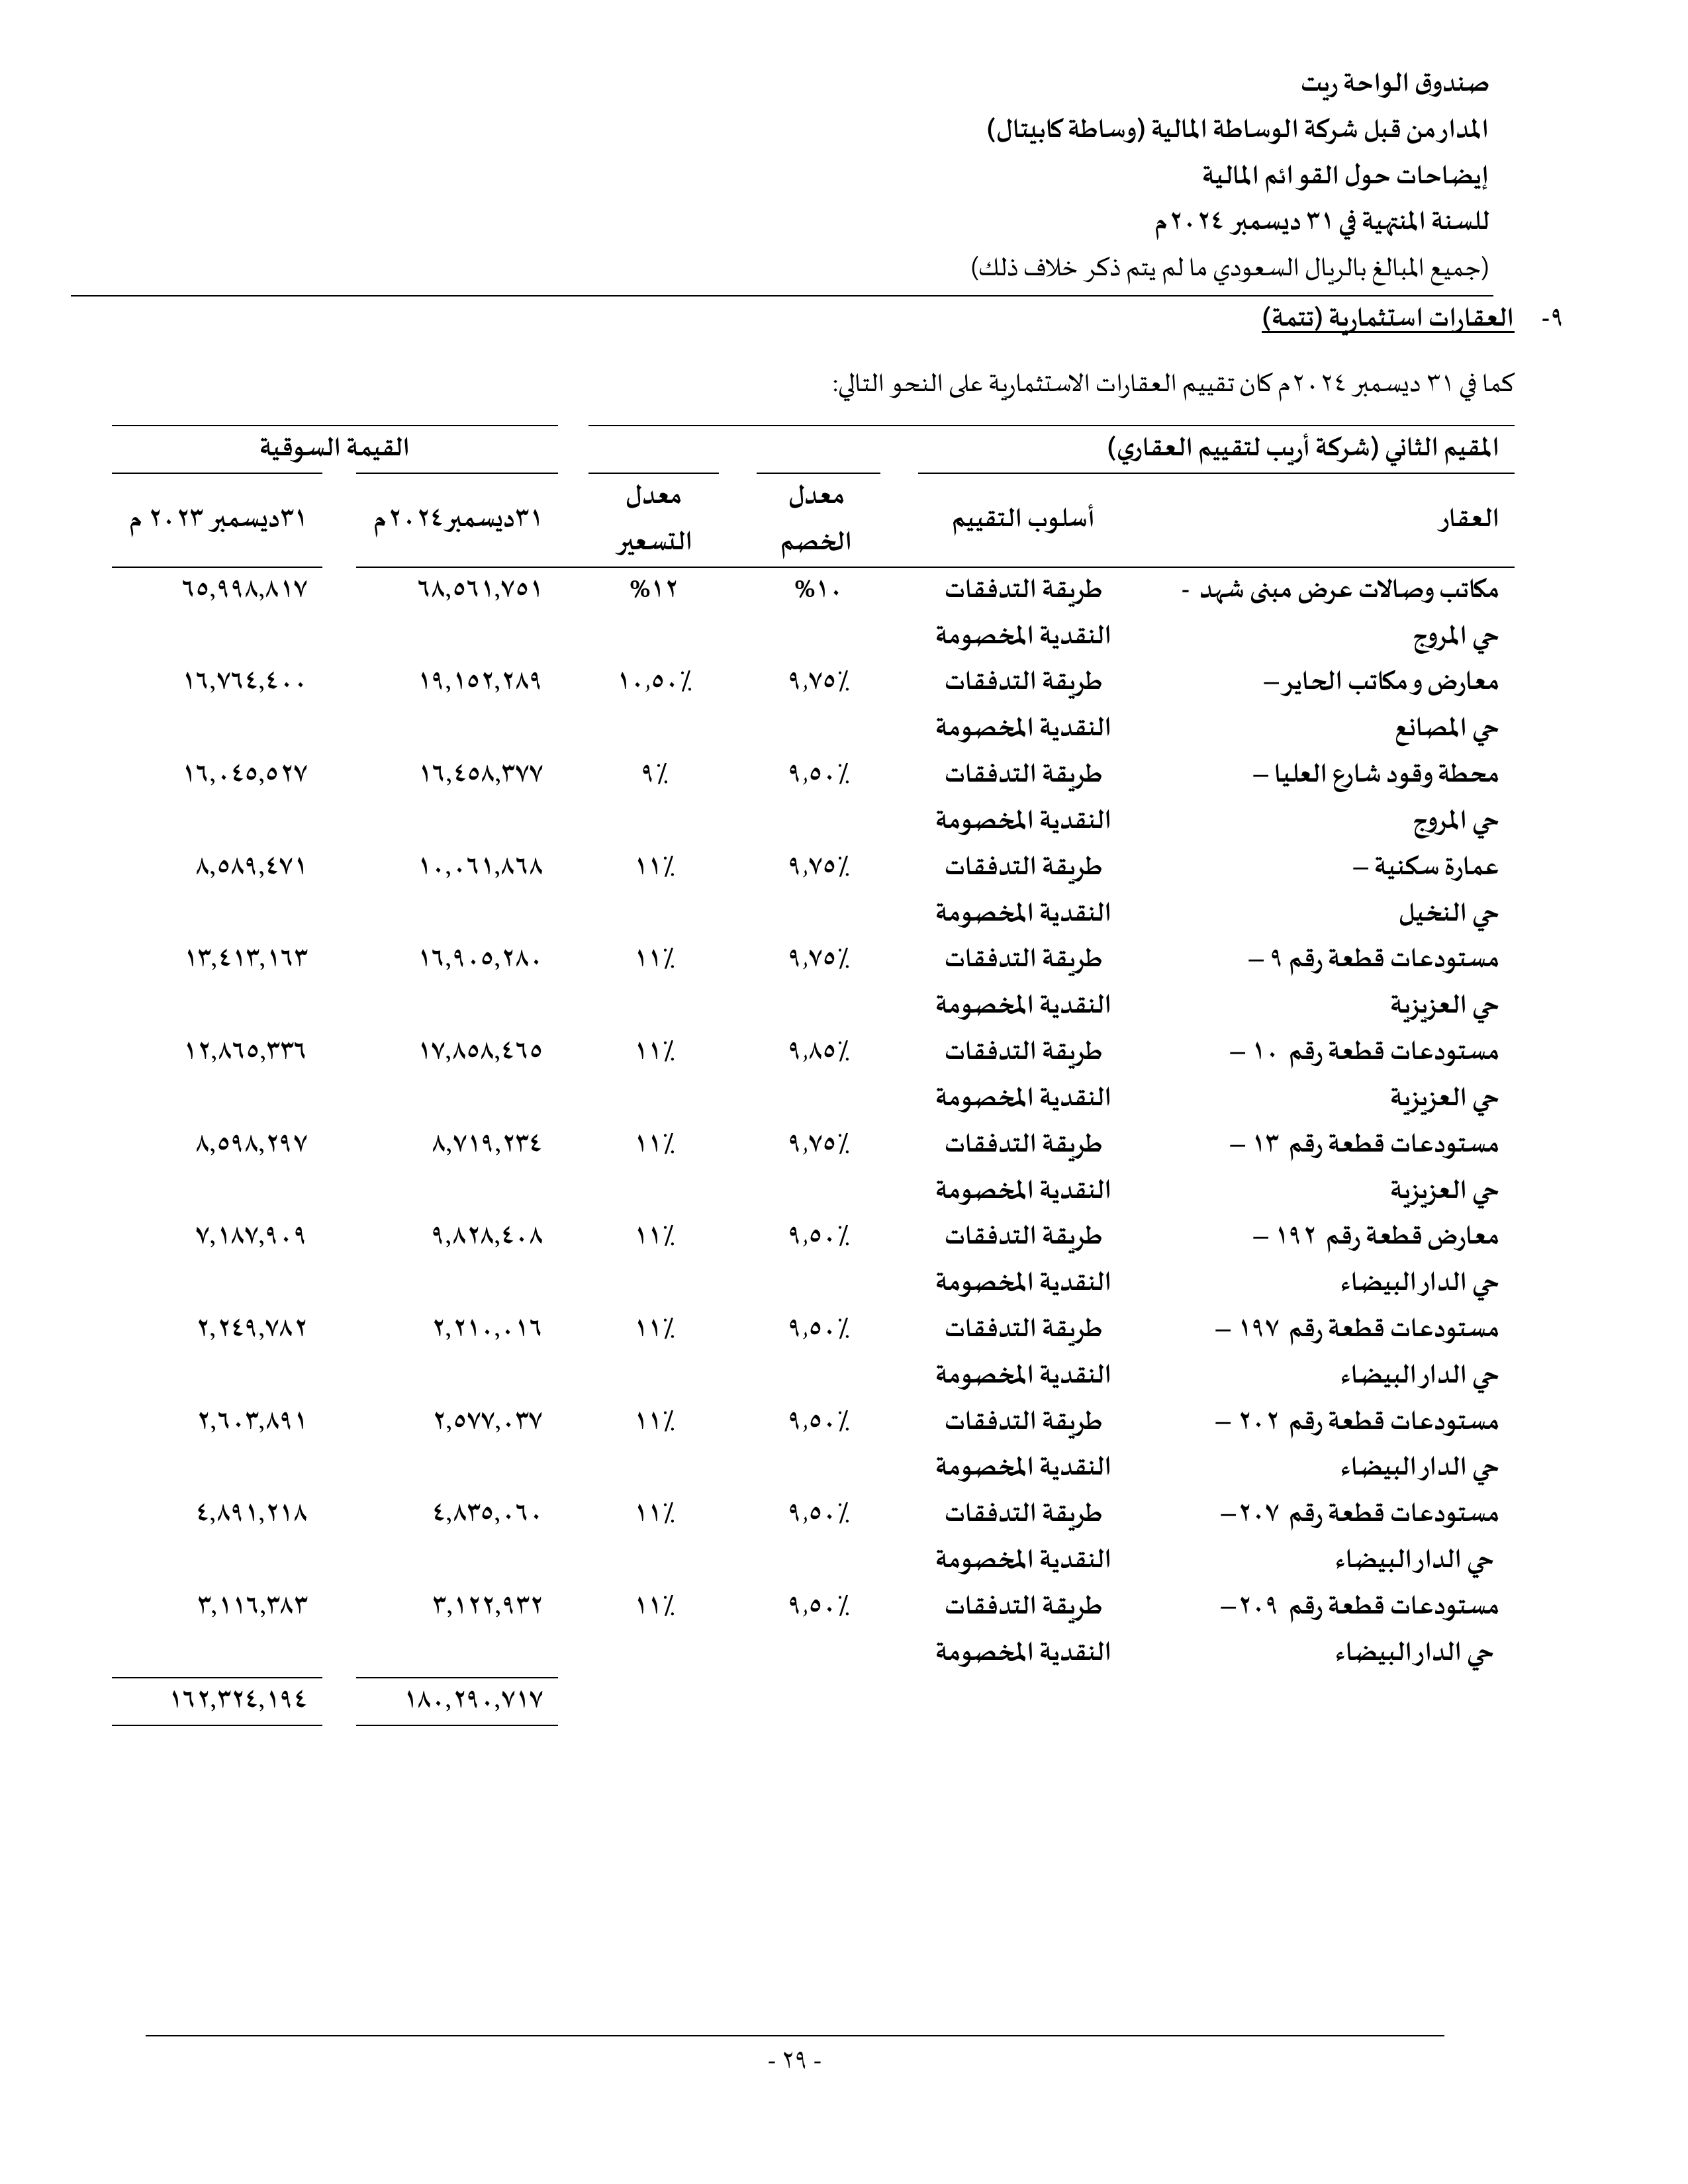 صندوق الواحة ريت
المدار من قبل شركة الوساطة المالية (وساطة كابيتال)
إيضاحات حول القوائم المالية
للسنة المنتهية في ٣١ ديسمبر ٢٠٢٤م
(جميع المبالغ بالريال السعودي ما لم يتم ذكر خلاف ذلك)
٩- العقارات استثمارية (تتمة)
كما في ٣١ ديسمبر ٢٠٢٤م كان تقييم العقارات الاستثمارية على النحو التالي:
المقيم الثاني (شركة أريب لتقييم العقاري) القيمة السوقية
معدل معدل
العقار أسلوب التقييم ٣١ديسمبر٢٠٢٤م ٣١ديسمبر ٢٠٢٣ م
الخصم التسعير
مكاتب وصالات عرض مبنى شهد - طريقة التدفقات ١٠% ١٢% ٦٨,٥٦١,٧٥١ ٦٥,٩٩٨,٨١٧
حي المروج النقدية المخصومة
معارض ومكاتب الحاير – طريقة التدفقات ٩,٧٥٪ ١٠,٥٠٪ ١٩,١٥٢,٢٨٩ ١٦,٧٦٤,٤٠٠
حي المصانع النقدية المخصومة
محطة وقود شارع العليا – طريقة التدفقات ٩,٥٠٪ ٩٪ ١٦,٤٥٨,٣٧٧ ١٦,٠٤٥,٥٢٧
حي المروج النقدية المخصومة
عمارة سكنية – طريقة التدفقات ٩,٧٥٪ ١١٪ ١٠,٠٦١,٨٦٨ ٨,٥٨٩,٤٧١
حي النخيل النقدية المخصومة
مستودعات قطعة رقم ٩ – طريقة التدفقات ٩,٧٥٪ ١١٪ ١٦,٩٠٥,٢٨٠ ١٣,٤١٣,١٦٣
حي العزيزية النقدية المخصومة
مستودعات قطعة رقم ١٠ – طريقة التدفقات ٩,٨٥٪ ١١٪ ١٧,٨٥٨,٤٦٥ ١٢,٨٦٥,٣٣٦
حي العزيزية النقدية المخصومة
مستودعات قطعة رقم ١٣ – طريقة التدفقات ٩,٧٥٪ ١١٪ ٨,٧١٩,٢٣٤ ٨,٥٩٨,٢٩٧
حي العزيزية النقدية المخصومة
معارض قطعة رقم ١٩٢ – طريقة التدفقات ٩,٥٠٪ ١١٪ ٩,٨٢٨,٤٠٨ ٧,١٨٧,٩٠٩
حي الدار البيضاء النقدية المخصومة
مستودعات قطعة رقم ١٩٧ – طريقة التدفقات ٩,٥٠٪ ١١٪ ٢,٢١٠,٠١٦ ٢,٢٤٩,٧٨٢
حي الدار البيضاء النقدية المخصومة
مستودعات قطعة رقم ٢٠٢ – طريقة التدفقات ٩,٥٠٪ ١١٪ ٢,٥٧٧,٠٣٧ ٢,٦٠٣,٨٩١
حي الدار البيضاء النقدية المخصومة
مستودعات قطعة رقم ٢٠٧– طريقة التدفقات ٩,٥٠٪ ١١٪ ٤,٨٣٥,٠٦٠ ٤,٨٩١,٢١٨
حي الدار البيضاء النقدية المخصومة
مستودعات قطعة رقم ٢٠٩– طريقة التدفقات ٩,٥٠٪ ١١٪ ٣,١٢٢,٩٣٢ ٣,١١٦,٣٨٣
حي الدار البيضاء النقدية المخصومة
١٨٠,٢٩٠,٧١٧ ١٦٢,٣٢٤,١٩٤
- ٢٩ -